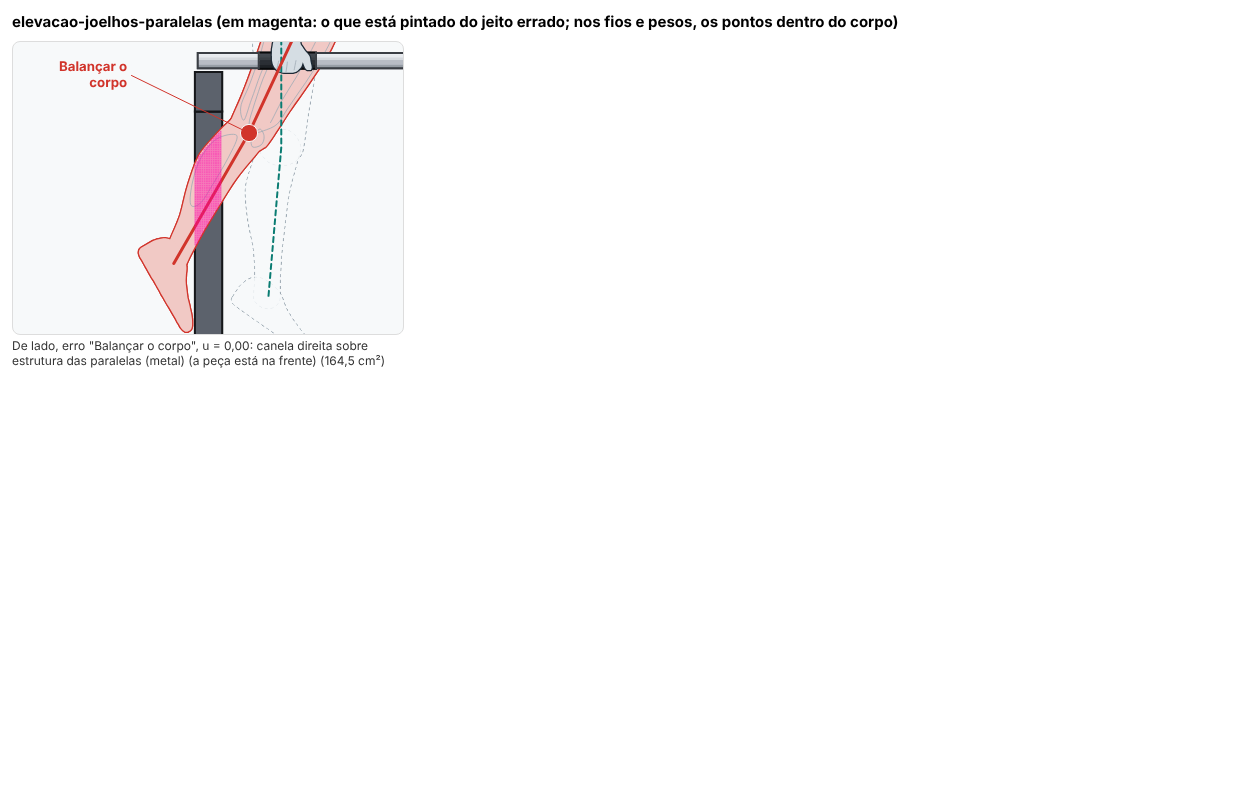 elevacao-joelhos-paralelas (em magenta: o que está pintado do jeito errado; nos fios e pesos, os pontos dentro do corpo)
Balançar o
corpo
De lado, erro "Balançar o corpo", u = 0,00: canela direita sobre
estrutura das paralelas (metal) (a peça está na frente) (164,5 cm²)